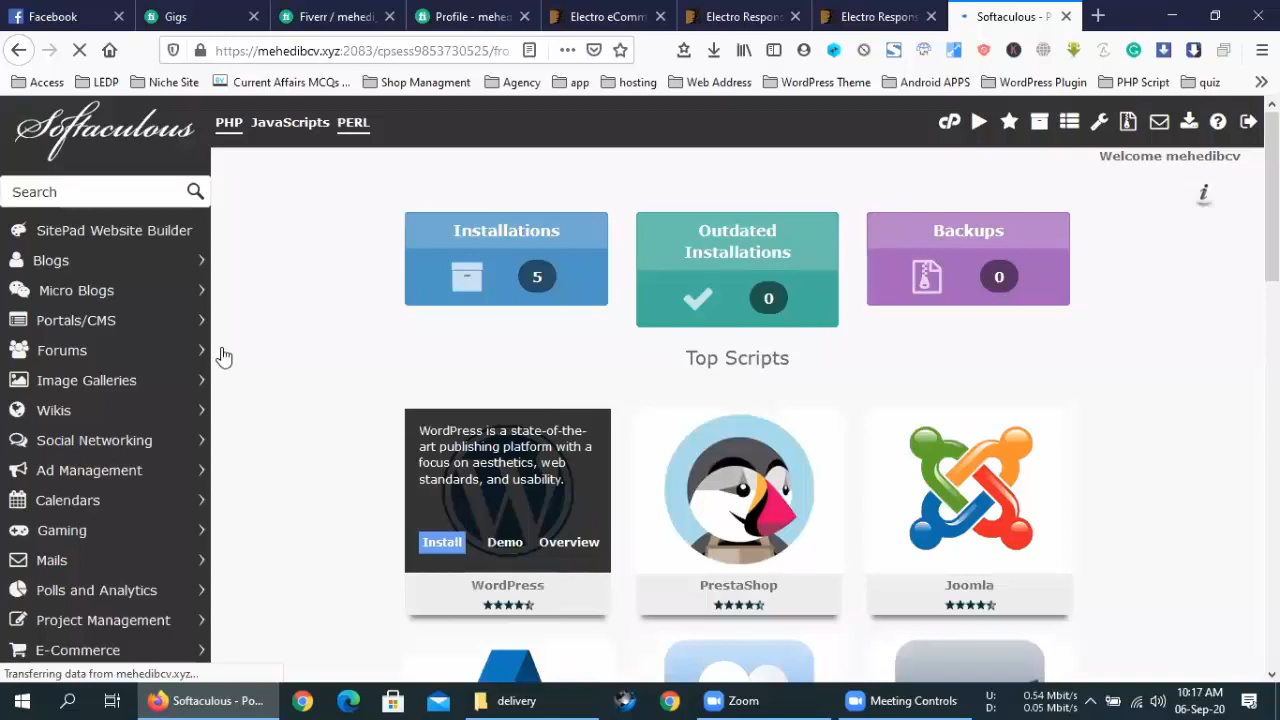 Facebook
Gigs
Fiverr / mehedi
Profile - mehe
Electro eComm
Electro Respon
Electro Respon
Softaculous - P
https://mehedibcv.xyz:2083/cpsess9853730525/fro
Access
LEDP
Niche Site
Current Affairs MCQs ...
Shop Managment
Agency
app
hosting
Web Address
WordPress Theme
Android APPS
WordPress Plugin
PHP Script
quiz
Softaculous
PHP JavaScripts PERL
Welcome mehedibcv
Search
SitePad Website Builder
Blogs
Micro Blogs
Portals/CMS
Forums
Image Galleries
Wikis
Social Networking
Ad Management
Calendars
Gaming
Mails
Polls and Analytics
Project Management
E-Commerce
Installations
5
Outdated
Installations
0
Backups
0
Top Scripts
WordPress is a state-of-the-
art publishing platform with a
focus on aesthetics, web
standards, and usability.
Install Demo Overview
WordPress
PrestaShop
Joomla
Transferring data from mehedibcv.xyz...
Softaculous - Po...
delivery
Zoom
Meeting Controls
U: 0.54 Mbit/s
D: 0.05 Mbit/s
10:17 AM
06-Sep-20